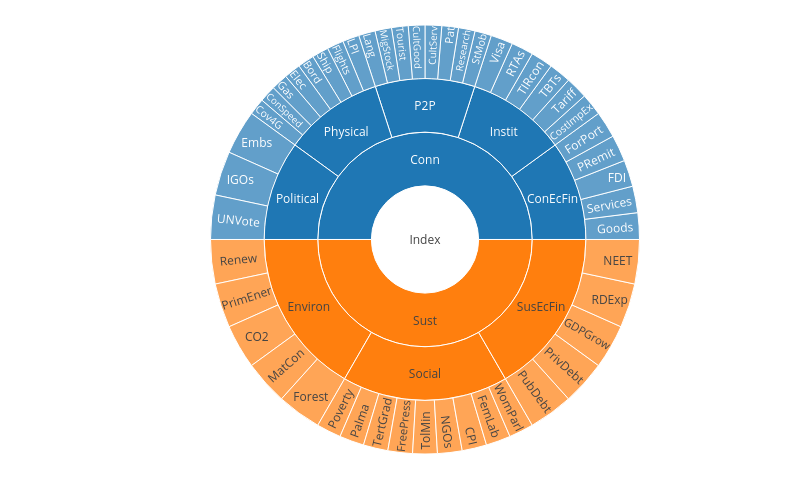 Index
Conn
Sust
Political
Physical
P2P
Instit
ConEcFin
SusEcFin
Social
Environ
UNVote
IGOs
Embs
Cov4G
ConSpeed
Gas
Elec
Bord
Ship
Flights
LPI
Lang
MigStock
Tourist
CultGood
CultServ
Pat
Research
StMob
Visa
RTAs
TIRcon
TBTs
Tariff
CostImpEx
ForPort
PRemit
FDI
Services
Goods
NEET
RDExp
GDPGrow
PrivDebt
PubDebt
WomParl
FemLab
CPI
NGOs
TolMin
FreePress
TertGrad
Palma
Poverty
Forest
MatCon
CO2
PrimEner
Renew